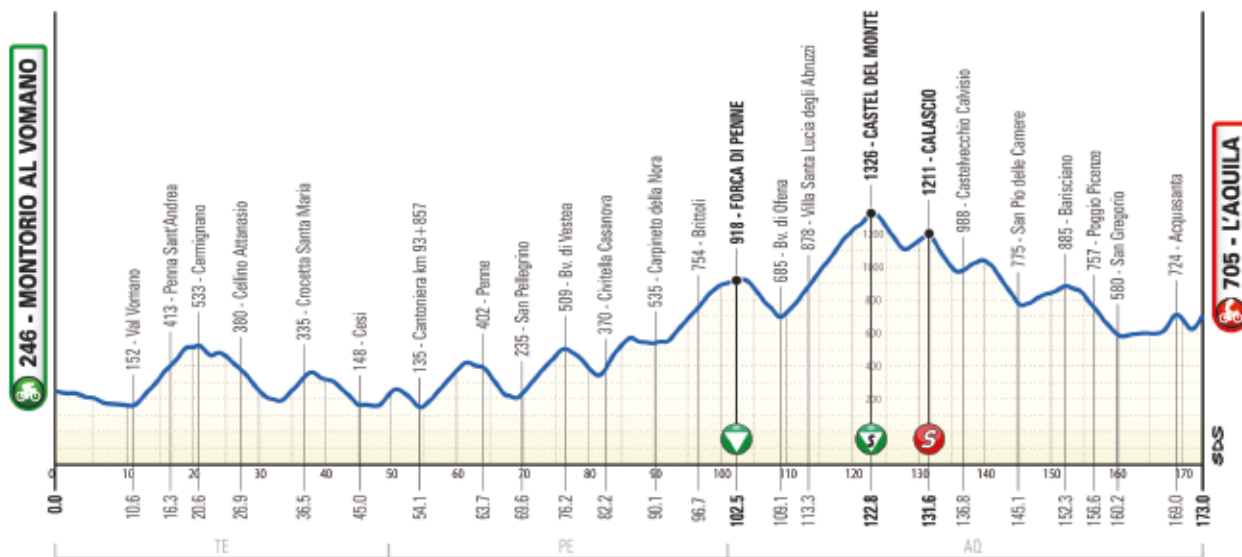 246 - MONTORIO AL VOMANO
152 - Val Vomano
413 - Penna Sant'Andrea
533 - Cermignano
380 - Cellino Attanasio
335 - Crocetta Santa Maria
148 - Cesi
135 - Cantoniera km 93+857
402 - Penne
235 - San Pellegrino
509 - Bv. di Vestea
370 - Civitella Casanova
535 - Carpineto della Nora
754 - Brittoli
918 - FORCA DI PENNE
685 - Bv. di Ofena
878 - Villa Santa Lucia degli Abruzzi
1326 - CASTEL DEL MONTE
1211 - CALASCIO
988 - Castelvecchio Calvisio
775 - San Pio delle Camere
885 - Barisciano
757 - Poggio Picenze
580 - San Gregorio
724 - Acquasanta
705 - L'AQUILA
1200
1000
800
600
400
200
S
S
SDS
0 10 20 30 40 50 60 70 80 90 100 110 120 130 140 150 160 170
0.0 10.6 16.3 20.6 26.9 36.5 45.0 54.1 63.7 69.6 76.2 82.2 90.1 96.7 102.5 109.1 113.3 122.8 131.6 136.8 145.1 152.3 156.6 160.2 169.0 173.0
TE PE AQ